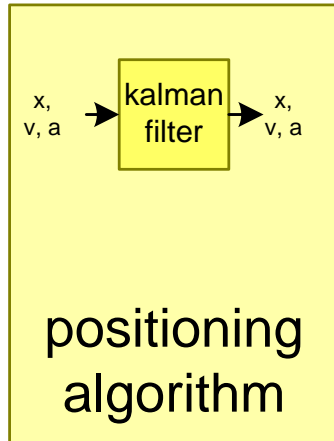 x,
v, a
kalman
filter
x,
v, a
positioning
algorithm